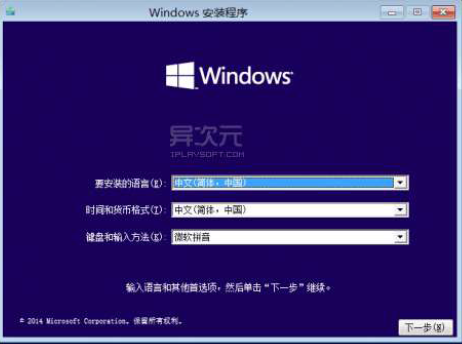 Windows 安装程序
Windows
异次元
IPLAYSOFT.COM
要安装的语言(E): 中文(简体，中国)
时间和货币格式(T): 中文(简体，中国)
键盘和输入方法(K): 微软拼音
输入语言和其他首选项，然后单击“下一步”继续。
© 2014 Microsoft Corporation。保留所有权利。
下一步(N)